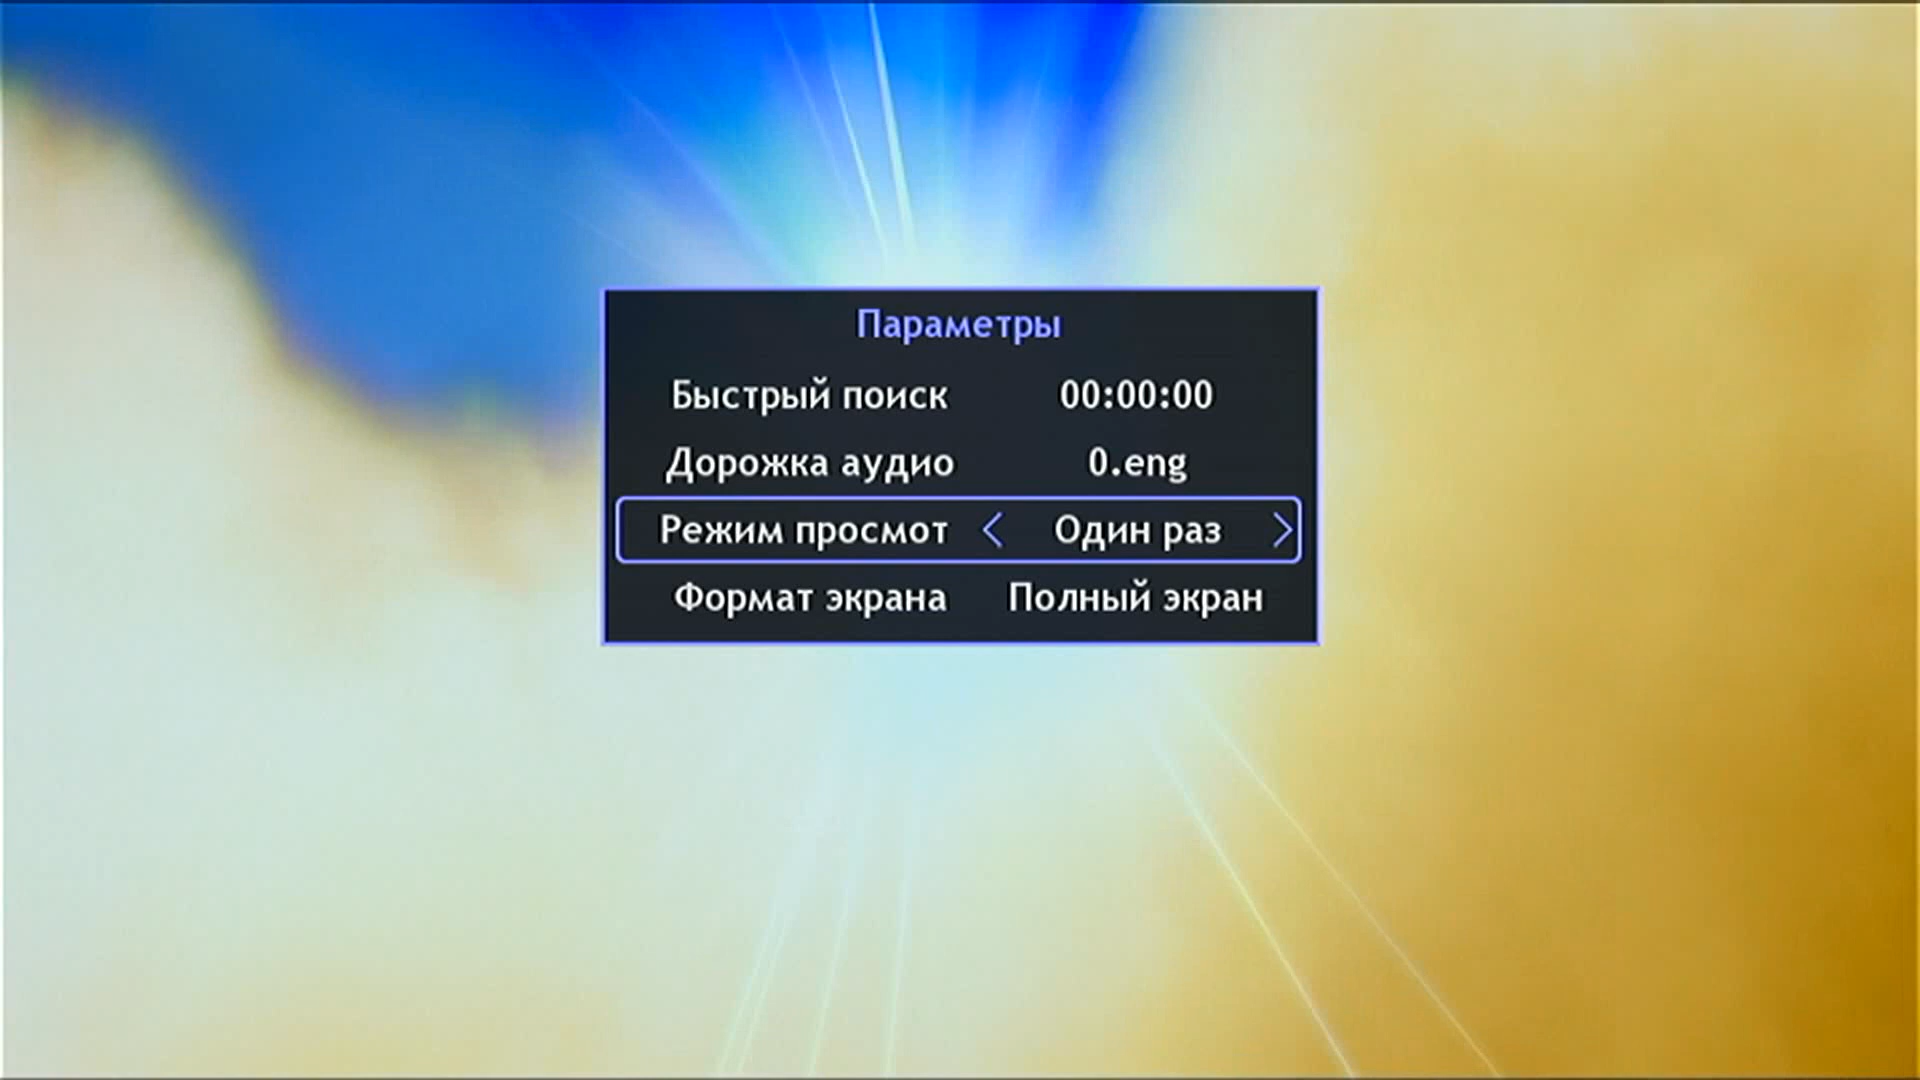 Параметры
Быстрый поиск 00:00:00
Дорожка аудио 0.eng
Режим просмот < Один раз >
Формат экрана Полный экран